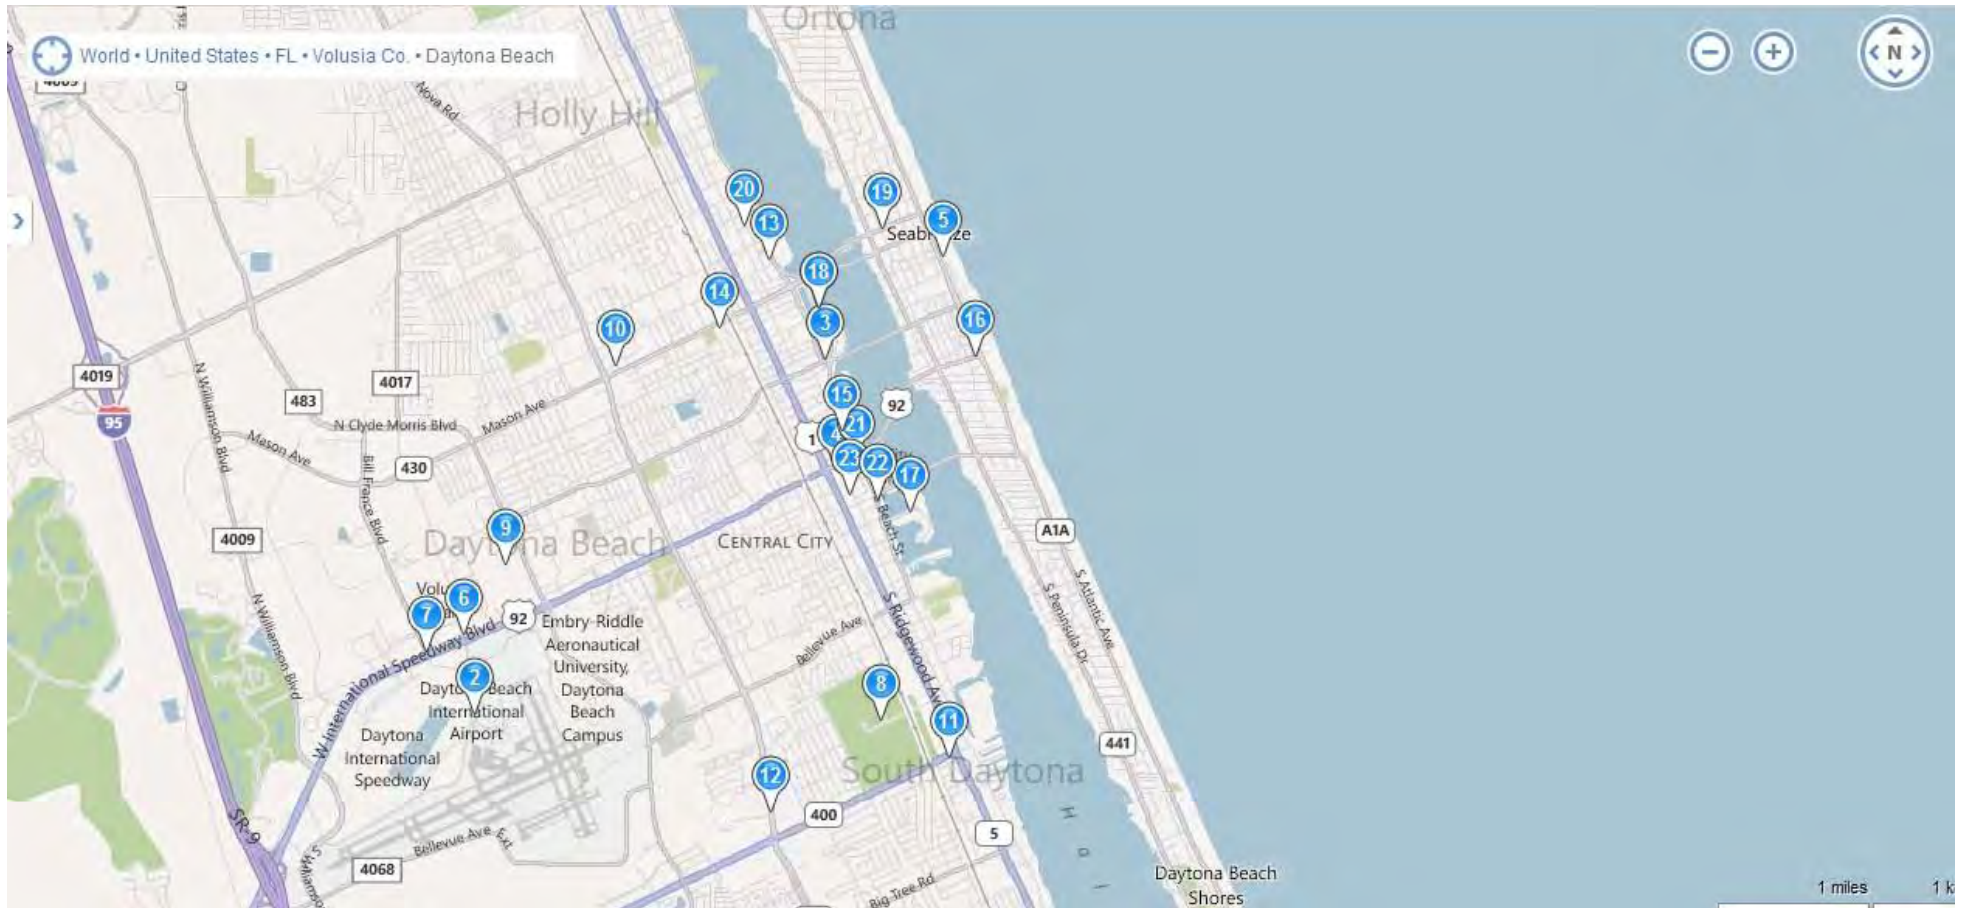 Ortona
World • United States • FL • Volusia Co. • Daytona Beach
N
4009
Nova Rd
Holly Hill
20
19
13
5
Seabreeze
18
14
3
16
10
4019
4017
483
15
92
95
N Williamson Blvd
N Clyde Morris Blvd
Mason Ave
21
4
1
Mason Ave
430
23
22
17
Bill France Blvd
S Beach St
9
A1A
4009
Daytona Beach
CENTRAL CITY
6
7
92
N Williamson Blvd
W International Speedway Blvd
Embry-Riddle
Aeronautical
University,
Daytona
Beach
Campus
S Ridgewood Ave
S Peninsula Dr
S Atlantic Ave
Bellevue Ave
2
Daytona Beach
International
Airport
8
Daytona
International
Speedway
11
441
12
South Daytona
400
SR-9
5
Bellevue Ave Ext
4068
Big Tree Rd
Daytona Beach
Shores
1 miles